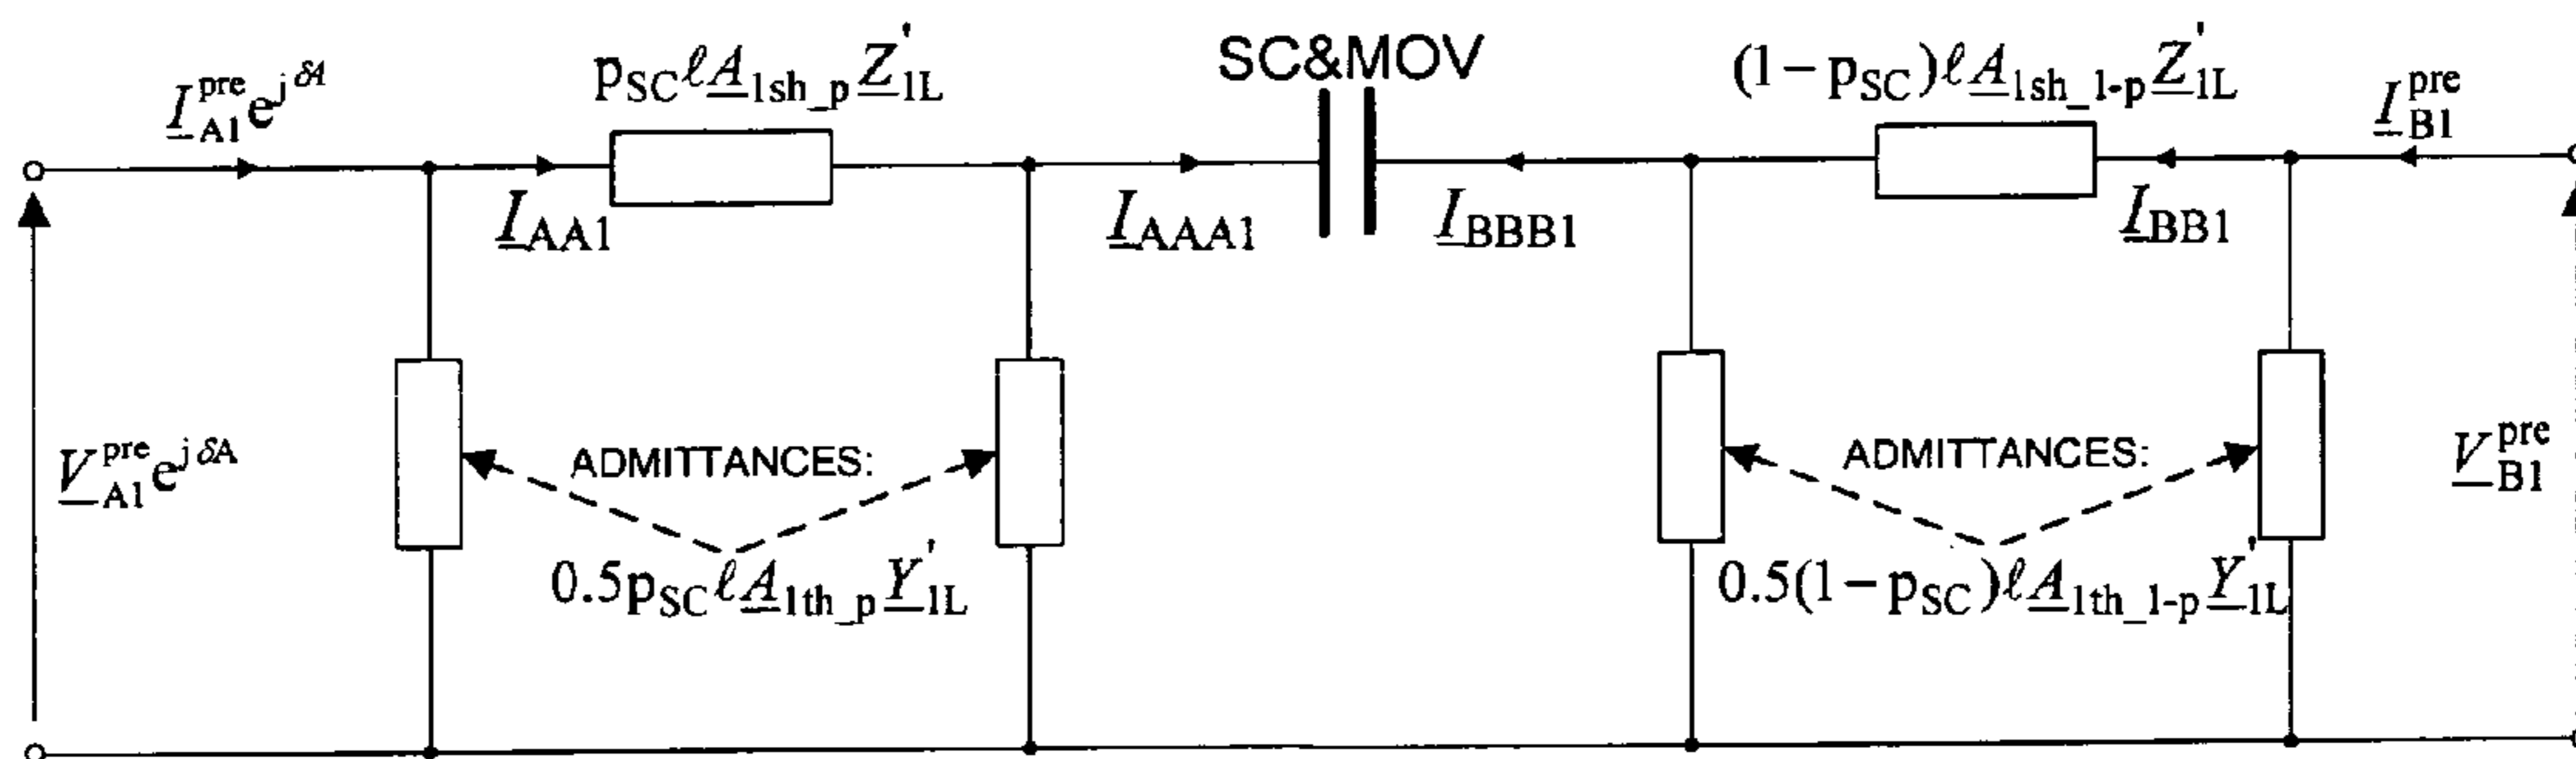 I_A1^pre e^jδA
p_SC ℓ A_1sh_p Z'_1L
SC&MOV
(1−p_SC)ℓ A_1sh_1-p Z'_1L
I_B1^pre
I_AA1
I_AAA1
I_BBB1
I_BB1
V_A1^pre e^jδA
ADMITTANCES:
0.5p_SC ℓ A_1th_p Y'_1L
ADMITTANCES:
0.5(1−p_SC)ℓ A_1th_1-p Y'_1L
V_B1^pre